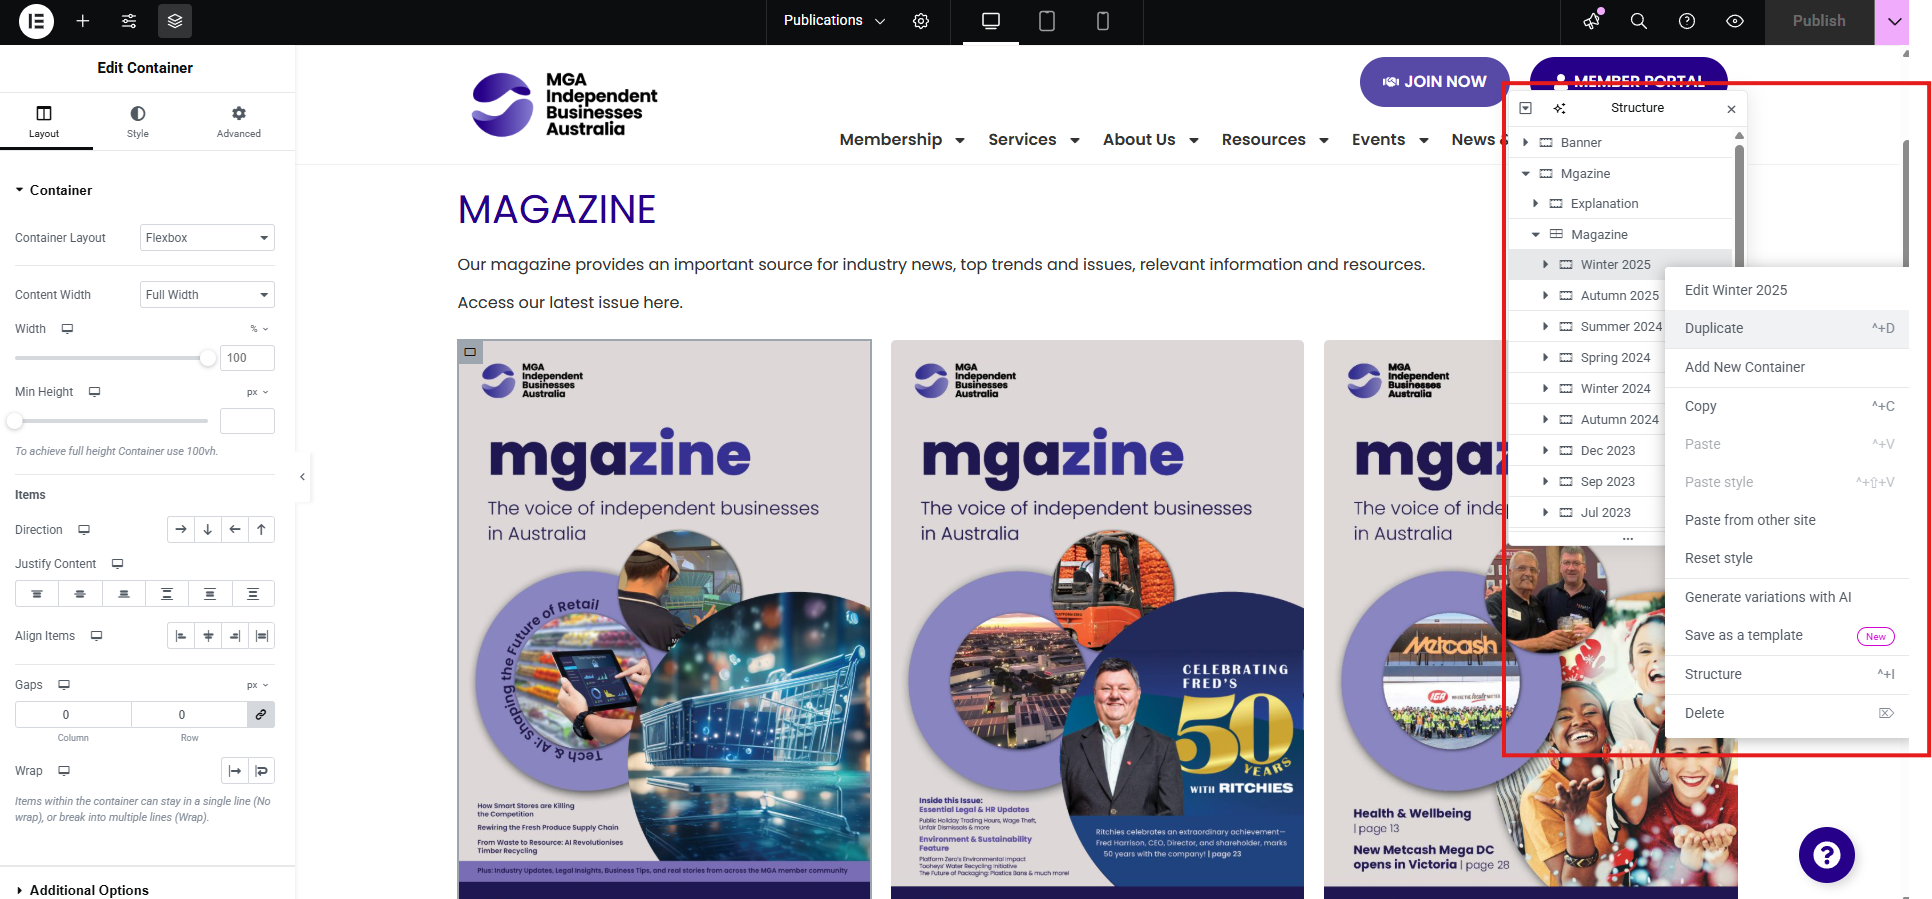 Publications
Publish
Edit Container
Layout
Style
Advanced
Container
Container Layout
Flexbox
Content Width
Full Width
Width
%
100
Min Height
px
To achieve full height Container use 100vh.
Items
Direction
Justify Content
Align Items
Gaps
px
0
0
Column
Row
Wrap
Items within the container can stay in a single line (No
wrap), or break into multiple lines (Wrap).
Additional Options
MGA
Independent
Businesses
Australia
JOIN NOW
MEMBER PORTAL
Membership
Services
About Us
Resources
Events
News &
MAGAZINE
Our magazine provides an important source for industry news, top trends and issues, relevant information and resources.
Access our latest issue here.
MGA
Independent
Businesses
Australia
mgazine
The voice of independent businesses
in Australia
Tech & AI: Shaping the Future of Retail
How Smart Stores are Killing
the Competition
Rewiring the Fresh Produce Supply Chain
From Waste to Resource: AI Revolutionises
Timber Recycling
Plus: Industry Updates, Legal Insights, Business Tips, and real stories from across the MGA member community
MGA
Independent
Businesses
Australia
mgazine
The voice of independent businesses
in Australia
CELEBRATING
FRED'S
50
YEARS
WITH RITCHIES
Inside this Issue:
Essential Legal & HR Updates
Public Holiday Trading Hours, Wage Theft,
Unfair Dismissals & more
Environment & Sustainability
Feature
Platform Zero's Environmental Impact
Tooheys' Water Recycling Initiative
The Future of Packaging: Plastics Bans & much more!
Ritchies celebrates an extraordinary achievement—
Fred Harrison, CEO, Director, and shareholder, marks
50 years with the company! | page 23
MGA
Independent
Businesses
Australia
mgaz
The voice of indepe
in Australia
Metcash
IGA
Health & Wellbeing
| page 13
New Metcash Mega DC
opens in Victoria | page 28
Structure
Banner
Mgazine
Explanation
Magazine
Winter 2025
Autumn 2025
Summer 2024
Spring 2024
Winter 2024
Autumn 2024
Dec 2023
Sep 2023
Jul 2023
...
Edit Winter 2025
Duplicate ^+D
Add New Container
Copy ^+C
Paste ^+V
Paste style ^+⇧+V
Paste from other site
Reset style
Generate variations with AI
Save as a template New
Structure ^+I
Delete